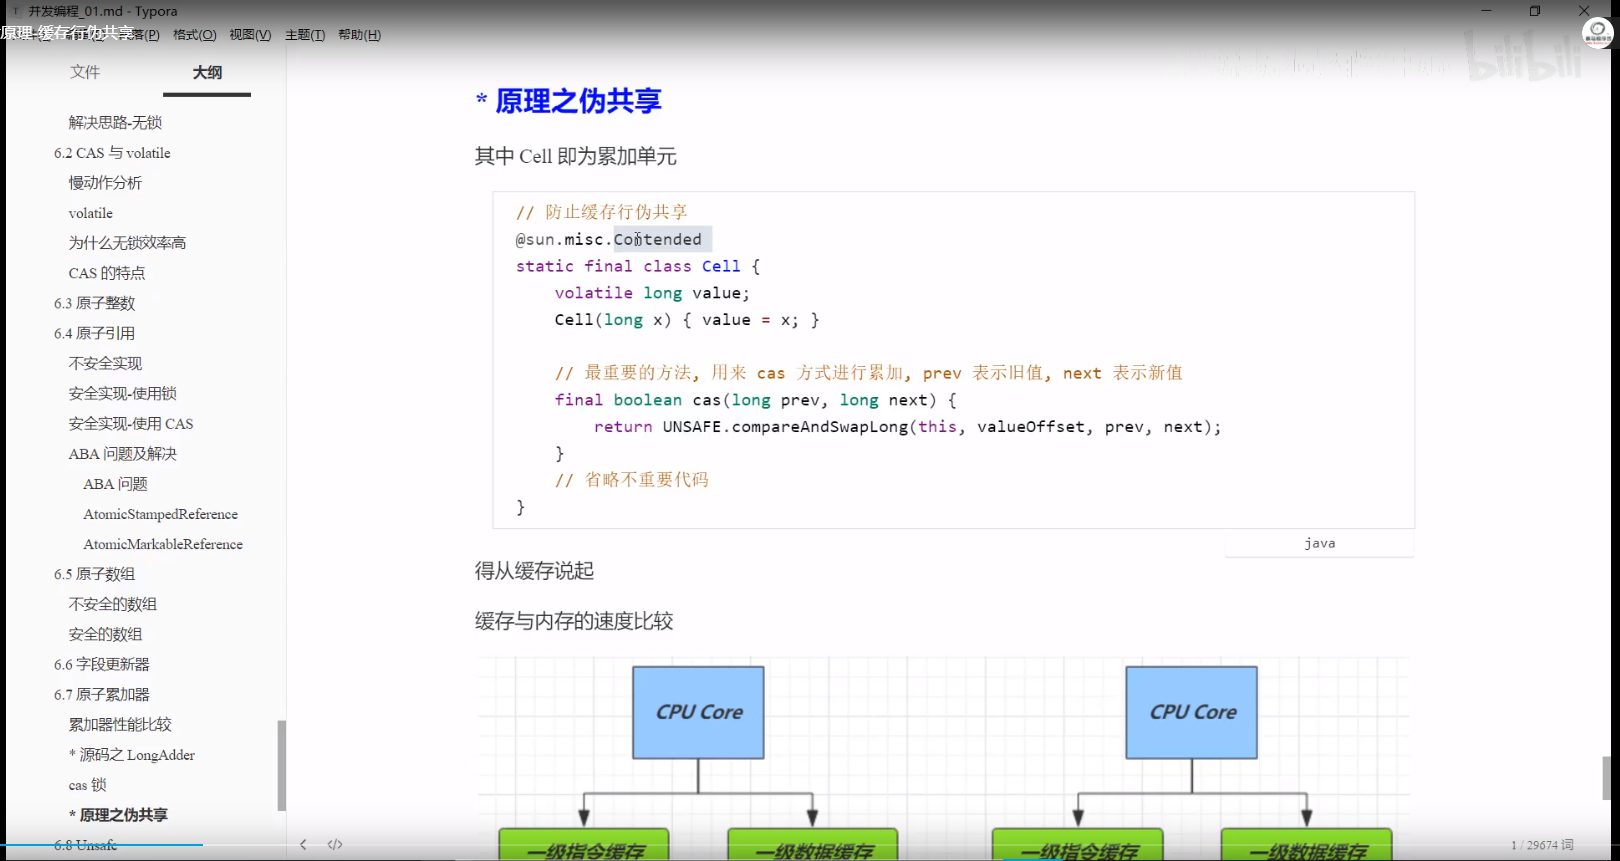 并发编程_01.md - Typora
原理-缓存行伪共享
格式(O) 视图(V) 主题(T) 帮助(H)
bilibili
文件 大纲
解决思路-无锁
6.2 CAS 与 volatile
慢动作分析
volatile
为什么无锁效率高
CAS 的特点
6.3 原子整数
6.4 原子引用
不安全实现
安全实现-使用锁
安全实现-使用 CAS
ABA 问题及解决
ABA 问题
AtomicStampedReference
AtomicMarkableReference
6.5 原子数组
不安全的数组
安全的数组
6.6 字段更新器
6.7 原子累加器
累加器性能比较
* 源码之 LongAdder
cas 锁
* 原理之伪共享
6.8 Unsafe
* 原理之伪共享
其中 Cell 即为累加单元
// 防止缓存行伪共享
@sun.misc.Contended
static final class Cell {
volatile long value;
Cell(long x) { value = x; }
// 最重要的方法, 用来 cas 方式进行累加, prev 表示旧值, next 表示新值
final boolean cas(long prev, long next) {
return UNSAFE.compareAndSwapLong(this, valueOffset, prev, next);
}
// 省略不重要代码
}
java
得从缓存说起
缓存与内存的速度比较
CPU Core CPU Core
一级指令缓存 一级数据缓存 一级指令缓存 一级数据缓存
</>
1 / 29674 词